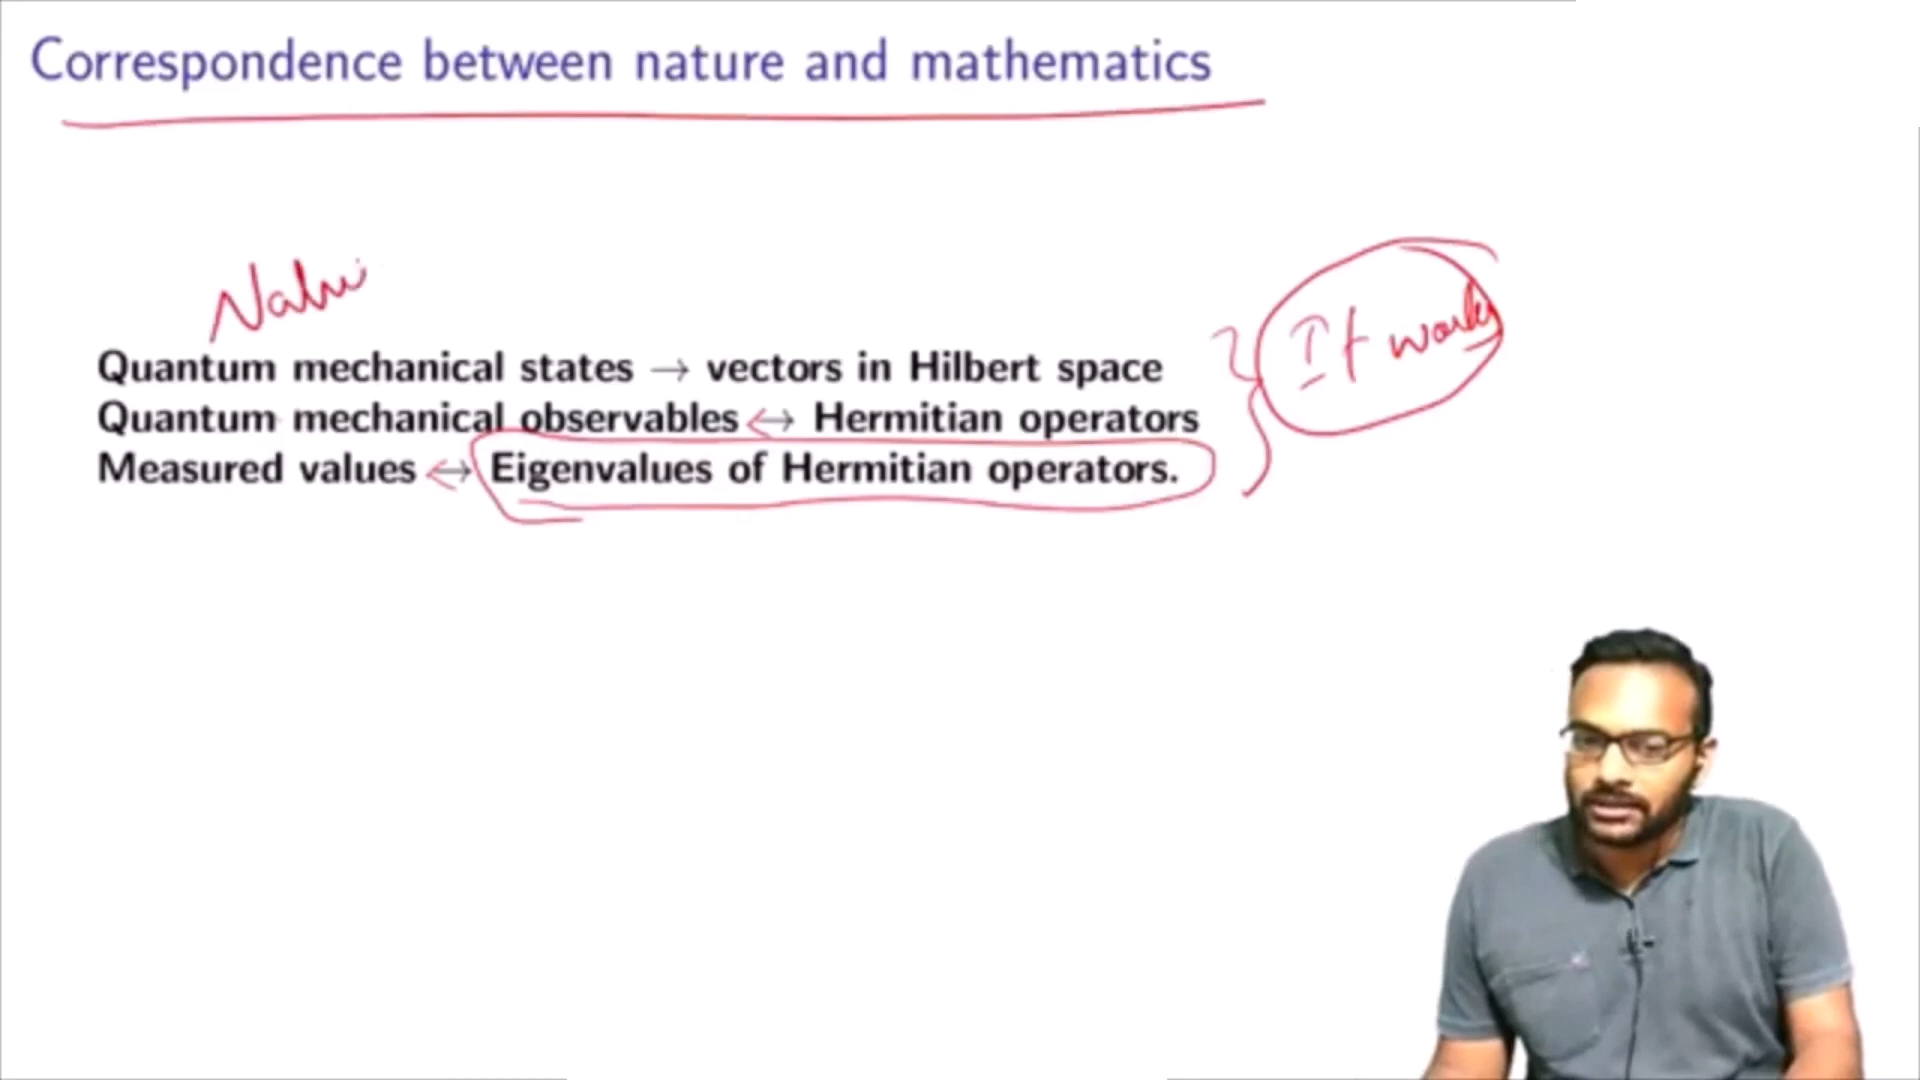 Correspondence between nature and mathematics
Quantum mechanical states → vectors in Hilbert space
Quantum mechanical observables ↔ Hermitian operators
Measured values ↔ Eigenvalues of Hermitian operators.
It works